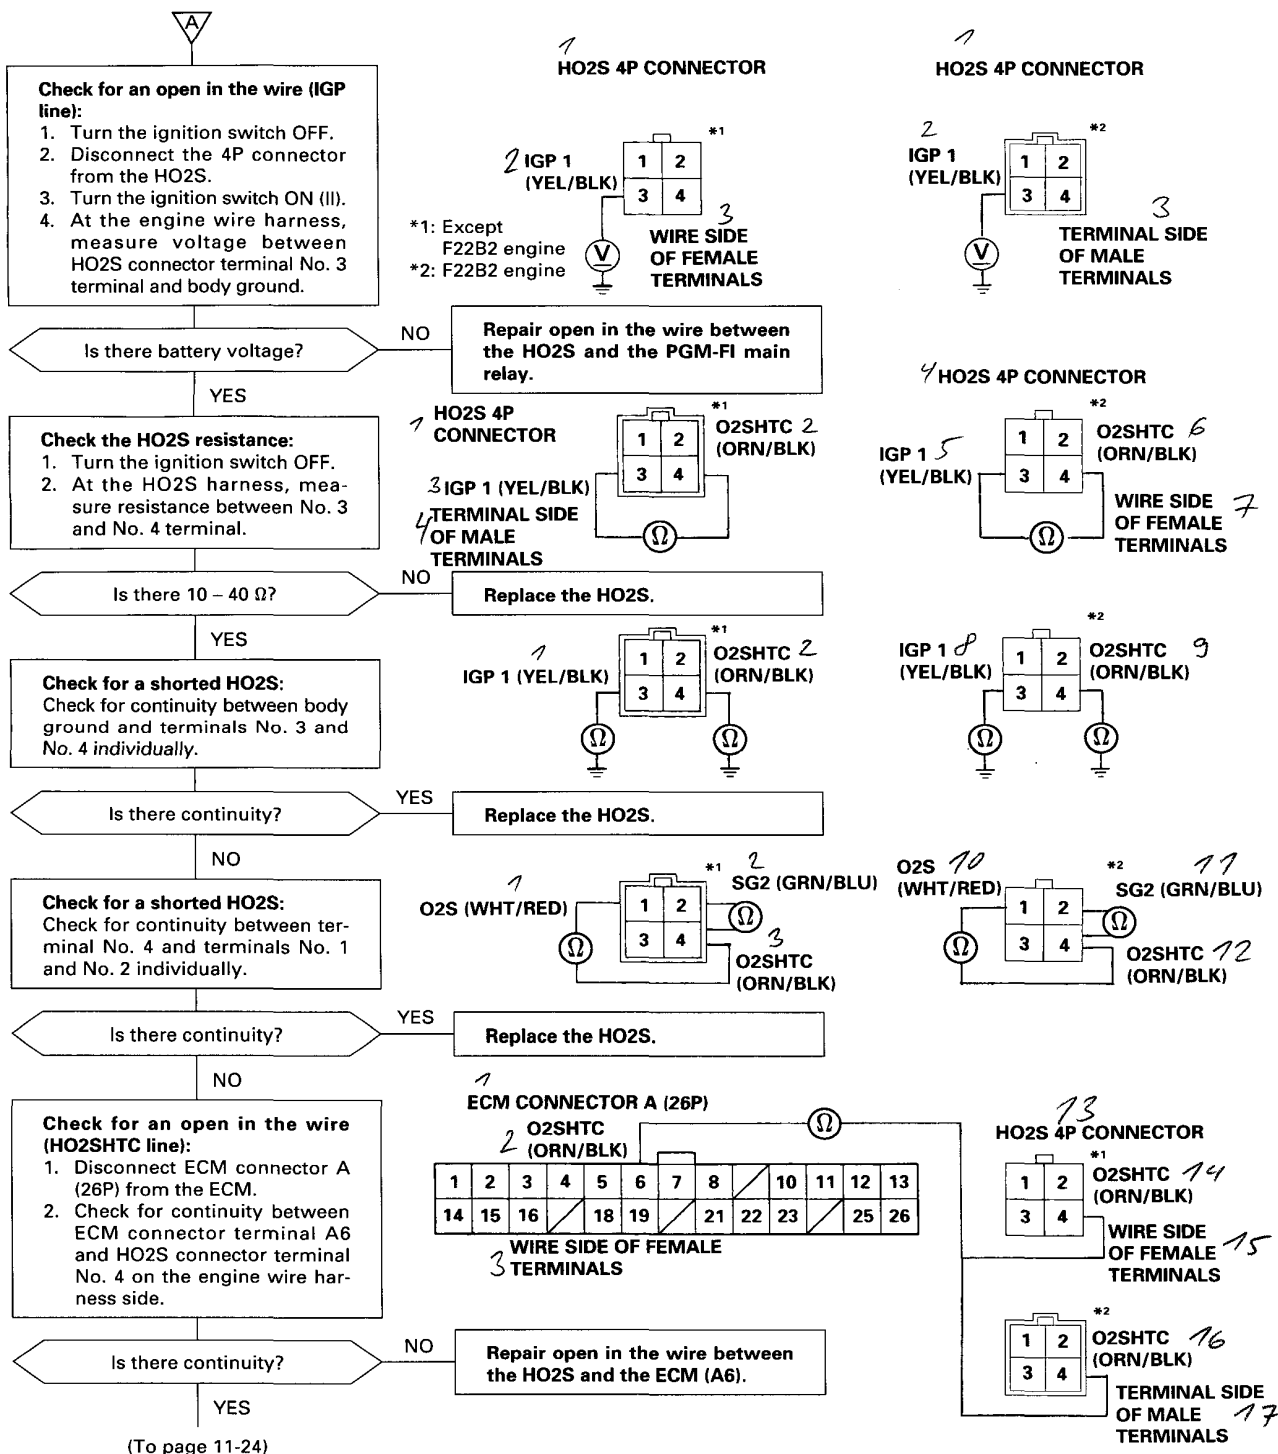 A
Check for an open in the wire (IGP
line):
1. Turn the ignition switch OFF.
2. Disconnect the 4P connector
from the HO2S.
3. Turn the ignition switch ON (II).
4. At the engine wire harness,
measure voltage between
HO2S connector terminal No. 3
terminal and body ground.
1
HO2S 4P CONNECTOR
*1
2 IGP 1
(YEL/BLK)
1 2
3 4
*1: Except
F22B2 engine
*2: F22B2 engine
V
3
WIRE SIDE
OF FEMALE
TERMINALS
1
HO2S 4P CONNECTOR
*2
2
IGP 1
(YEL/BLK)
1 2
3 4
V
3
TERMINAL SIDE
OF MALE
TERMINALS
Is there battery voltage?
NO
Repair open in the wire between
the HO2S and the PGM-FI main
relay.
YES
Check the HO2S resistance:
1. Turn the ignition switch OFF.
2. At the HO2S harness, mea-
sure resistance between No. 3
and No. 4 terminal.
1 HO2S 4P
CONNECTOR
*1
1 2
3 4
O2SHTC 2
(ORN/BLK)
3 IGP 1 (YEL/BLK)
4 TERMINAL SIDE
OF MALE
TERMINALS
Ω
4 HO2S 4P CONNECTOR
*2
1 2
3 4
O2SHTC 6
(ORN/BLK)
IGP 1 5
(YEL/BLK)
WIRE SIDE 7
OF FEMALE
TERMINALS
Ω
Is there 10 – 40 Ω?
NO
Replace the HO2S.
YES
Check for a shorted HO2S:
Check for continuity between body
ground and terminals No. 3 and
No. 4 individually.
1
IGP 1 (YEL/BLK)
*1
1 2
3 4
O2SHTC 2
(ORN/BLK)
Ω Ω
IGP 1 8
(YEL/BLK)
*2
1 2
3 4
O2SHTC 9
(ORN/BLK)
Ω Ω
Is there continuity?
YES
Replace the HO2S.
NO
Check for a shorted HO2S:
Check for continuity between ter-
minal No. 4 and terminals No. 1
and No. 2 individually.
1
O2S (WHT/RED)
*1
2
SG2 (GRN/BLU)
1 2
3 4
Ω Ω
3
O2SHTC
(ORN/BLK)
O2S 10
(WHT/RED)
*2
11
SG2 (GRN/BLU)
1 2
3 4
Ω Ω
O2SHTC 12
(ORN/BLK)
Is there continuity?
YES
Replace the HO2S.
NO
Check for an open in the wire
(HO2SHTC line):
1. Disconnect ECM connector A
(26P) from the ECM.
2. Check for continuity between
ECM connector terminal A6
and HO2S connector terminal
No. 4 on the engine wire har-
ness side.
1
ECM CONNECTOR A (26P)
2 O2SHTC
(ORN/BLK)
Ω
1 2 3 4 5 6 7 8 10 11 12 13
14 15 16 18 19 21 22 23 25 26
3 WIRE SIDE OF FEMALE
TERMINALS
13
HO2S 4P CONNECTOR
*1
1 2
3 4
O2SHTC 14
(ORN/BLK)
WIRE SIDE
OF FEMALE 15
TERMINALS
*2
1 2
3 4
O2SHTC 16
(ORN/BLK)
TERMINAL SIDE
OF MALE 17
TERMINALS
Is there continuity?
NO
Repair open in the wire between
the HO2S and the ECM (A6).
YES
(To page 11-24)